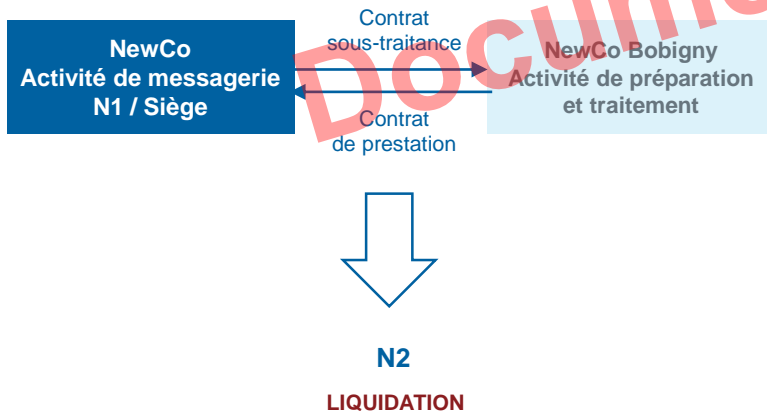 Contrat
sous-traitance
NewCo
Activité de messagerie
N1 / Siège
NewCo Bobigny
Activité de préparation
et traitement
Contrat
de prestation
N2
LIQUIDATION